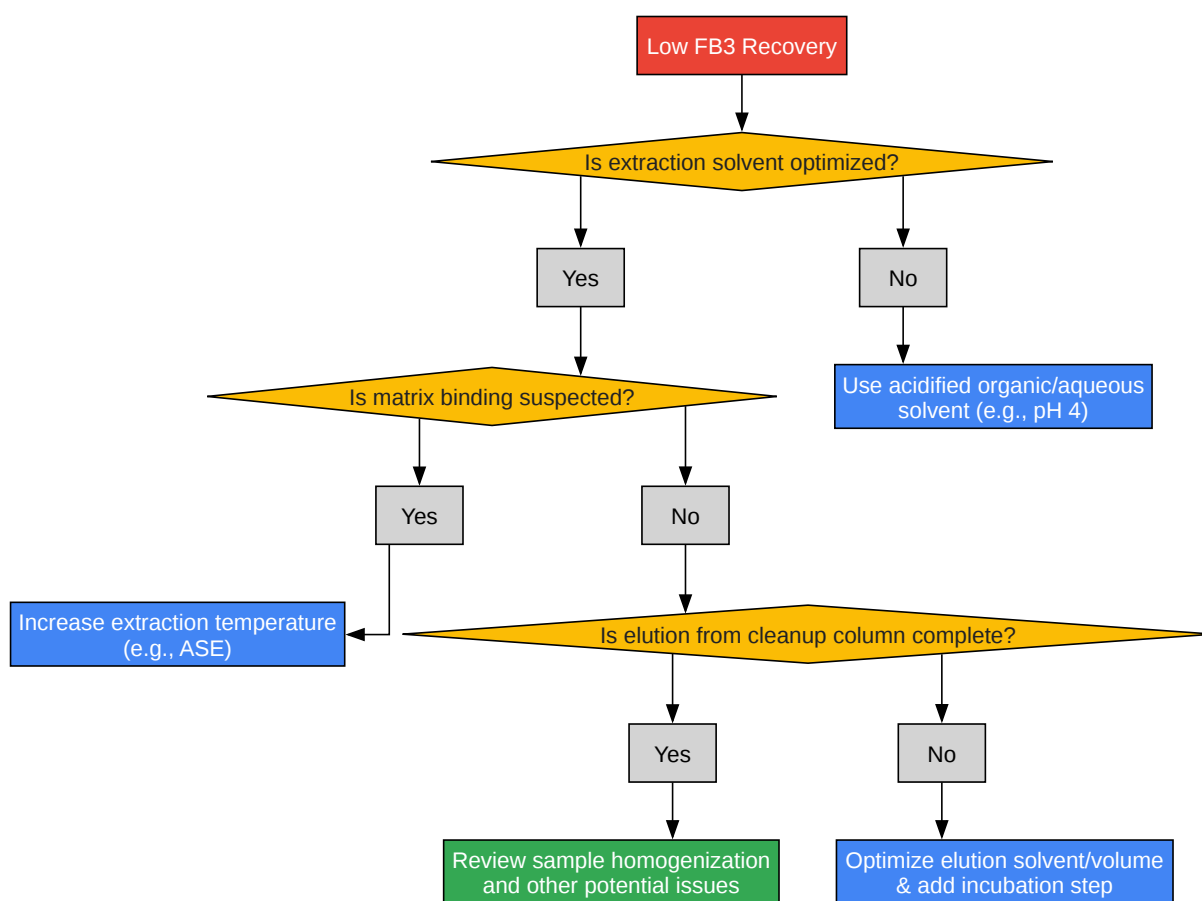 Low FB3 Recovery
Is extraction solvent optimized?
Yes
No
Is matrix binding suspected?
Use acidified organic/aqueous
solvent (e.g., pH 4)
Yes
No
Increase extraction temperature
(e.g., ASE)
Is elution from cleanup column complete?
Yes
No
Review sample homogenization
and other potential issues
Optimize elution solvent/volume
& add incubation step